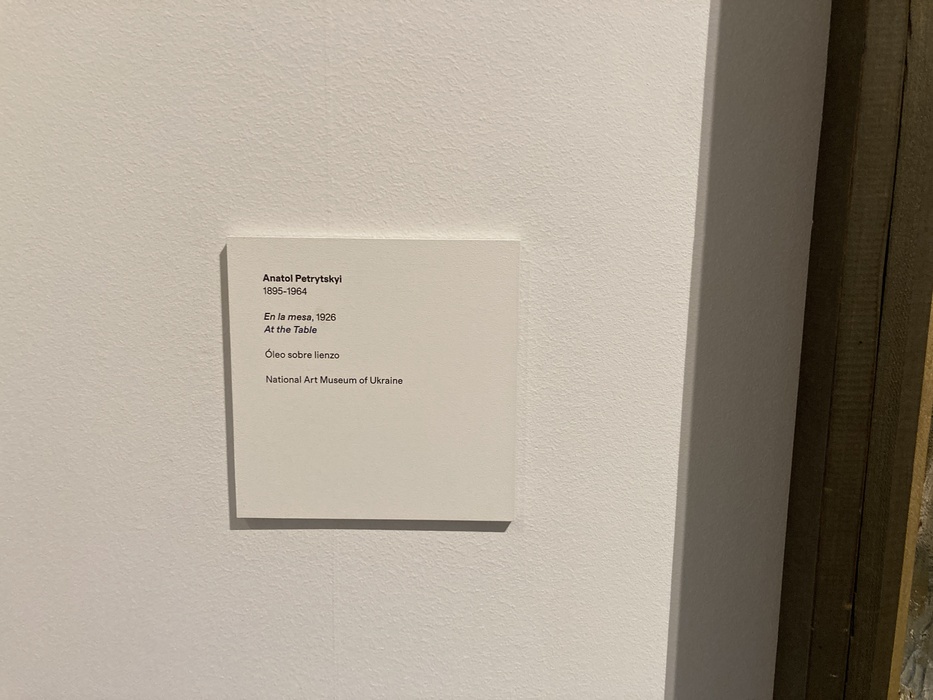 Anatol Petrytskyi
1895-1964
En la mesa, 1926
At the Table
Óleo sobre lienzo
National Art Museum of Ukraine